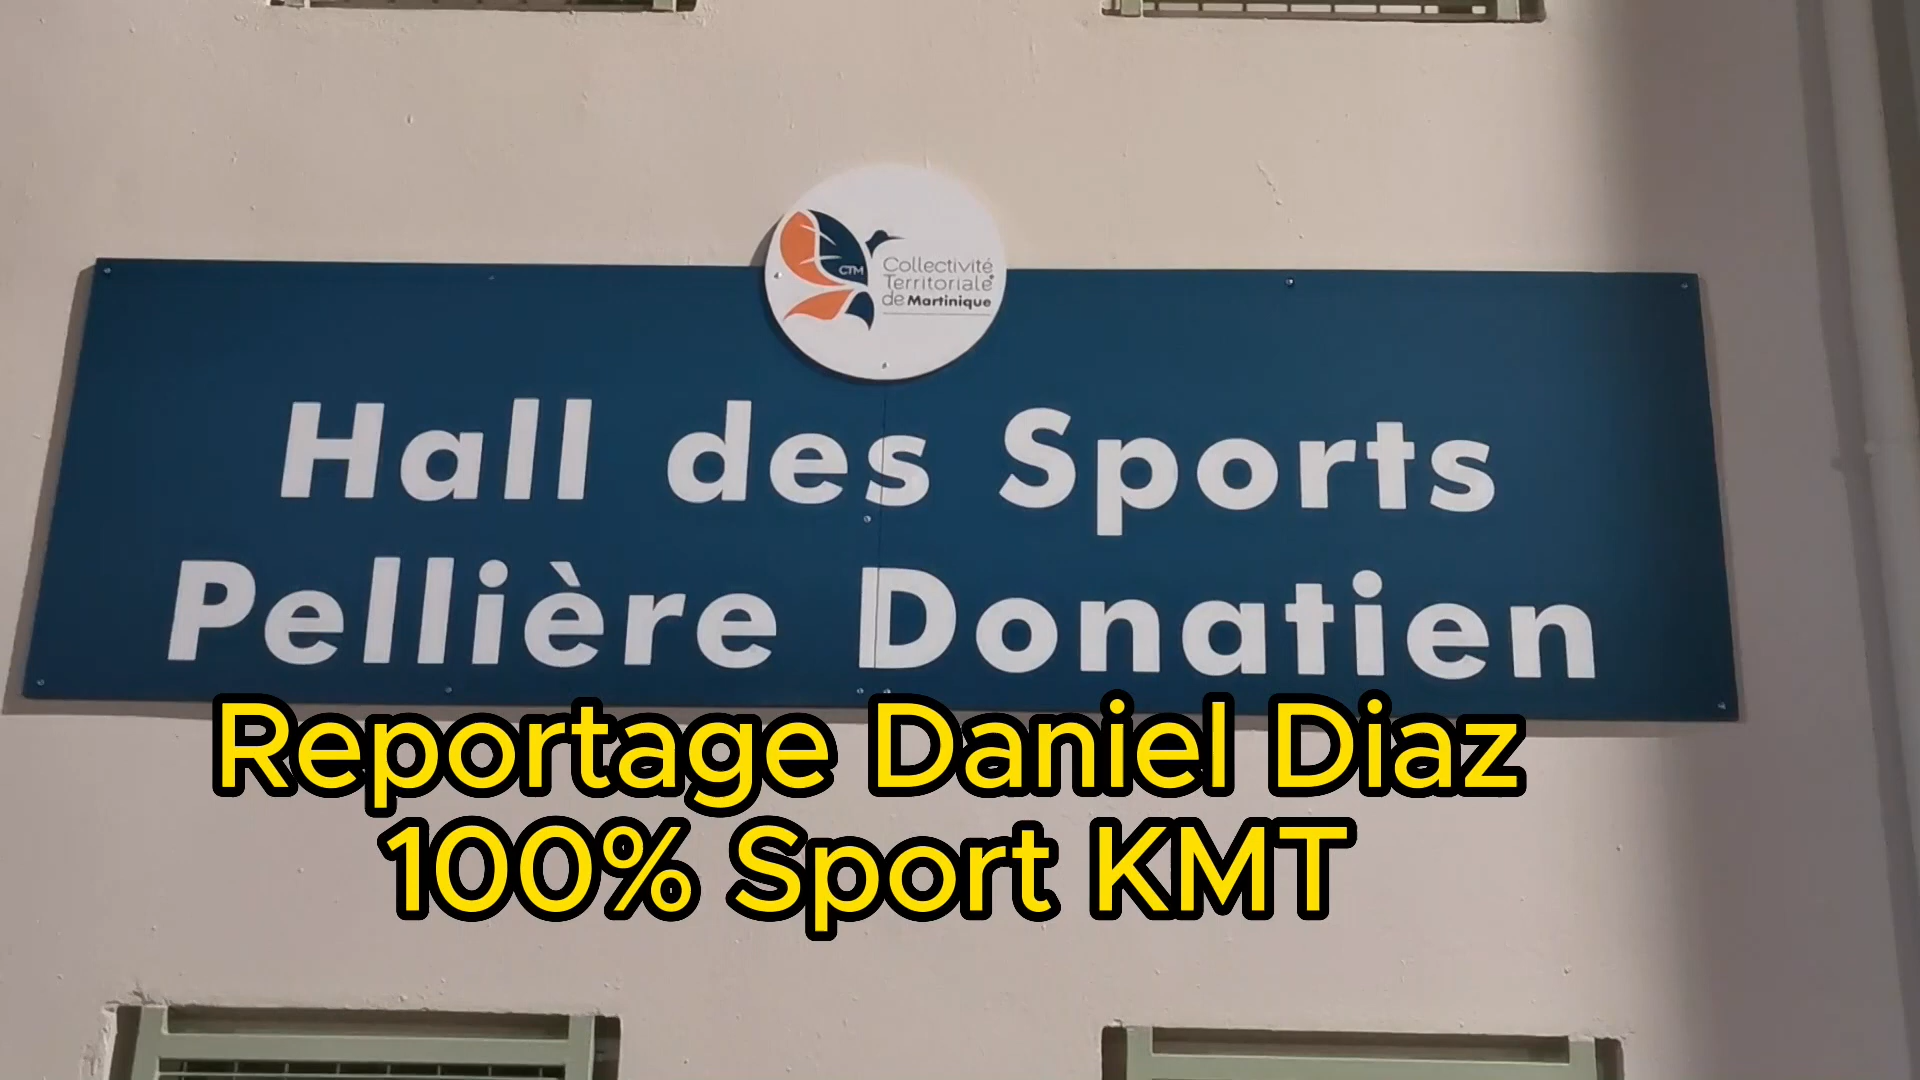 CTM
Collectivité
Territoriale
de Martinique
Hall des Sports
Pellière Donatien
Reportage Daniel Diaz
100% Sport KMT